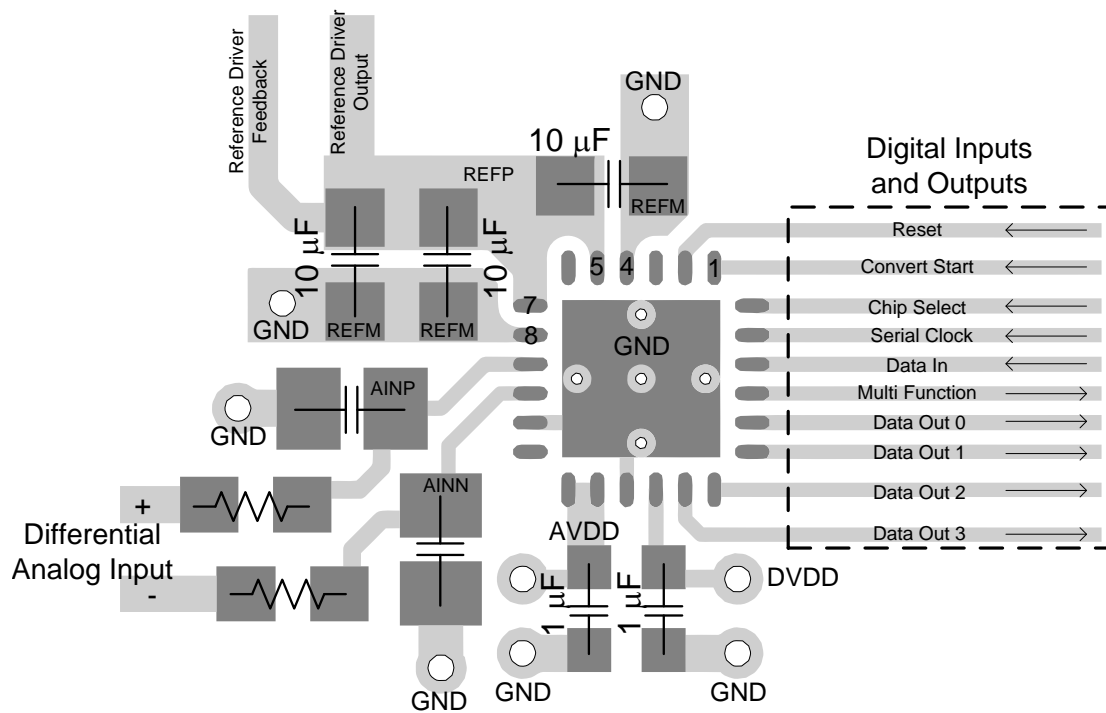 Reference Driver
Feedback
Reference Driver
Output
GND
10 μF
REFP
REFM
Digital Inputs
and Outputs
Reset
Convert Start
Chip Select
Serial Clock
Data In
Multi Function
Data Out 0
Data Out 1
Data Out 2
Data Out 3
10 μF
10 μF
REFM
REFM
GND
5
4
1
7
8
GND
AINP
GND
AINN
+
Differential
Analog Input
-
AVDD
DVDD
1 μF
1 μF
GND
GND
GND